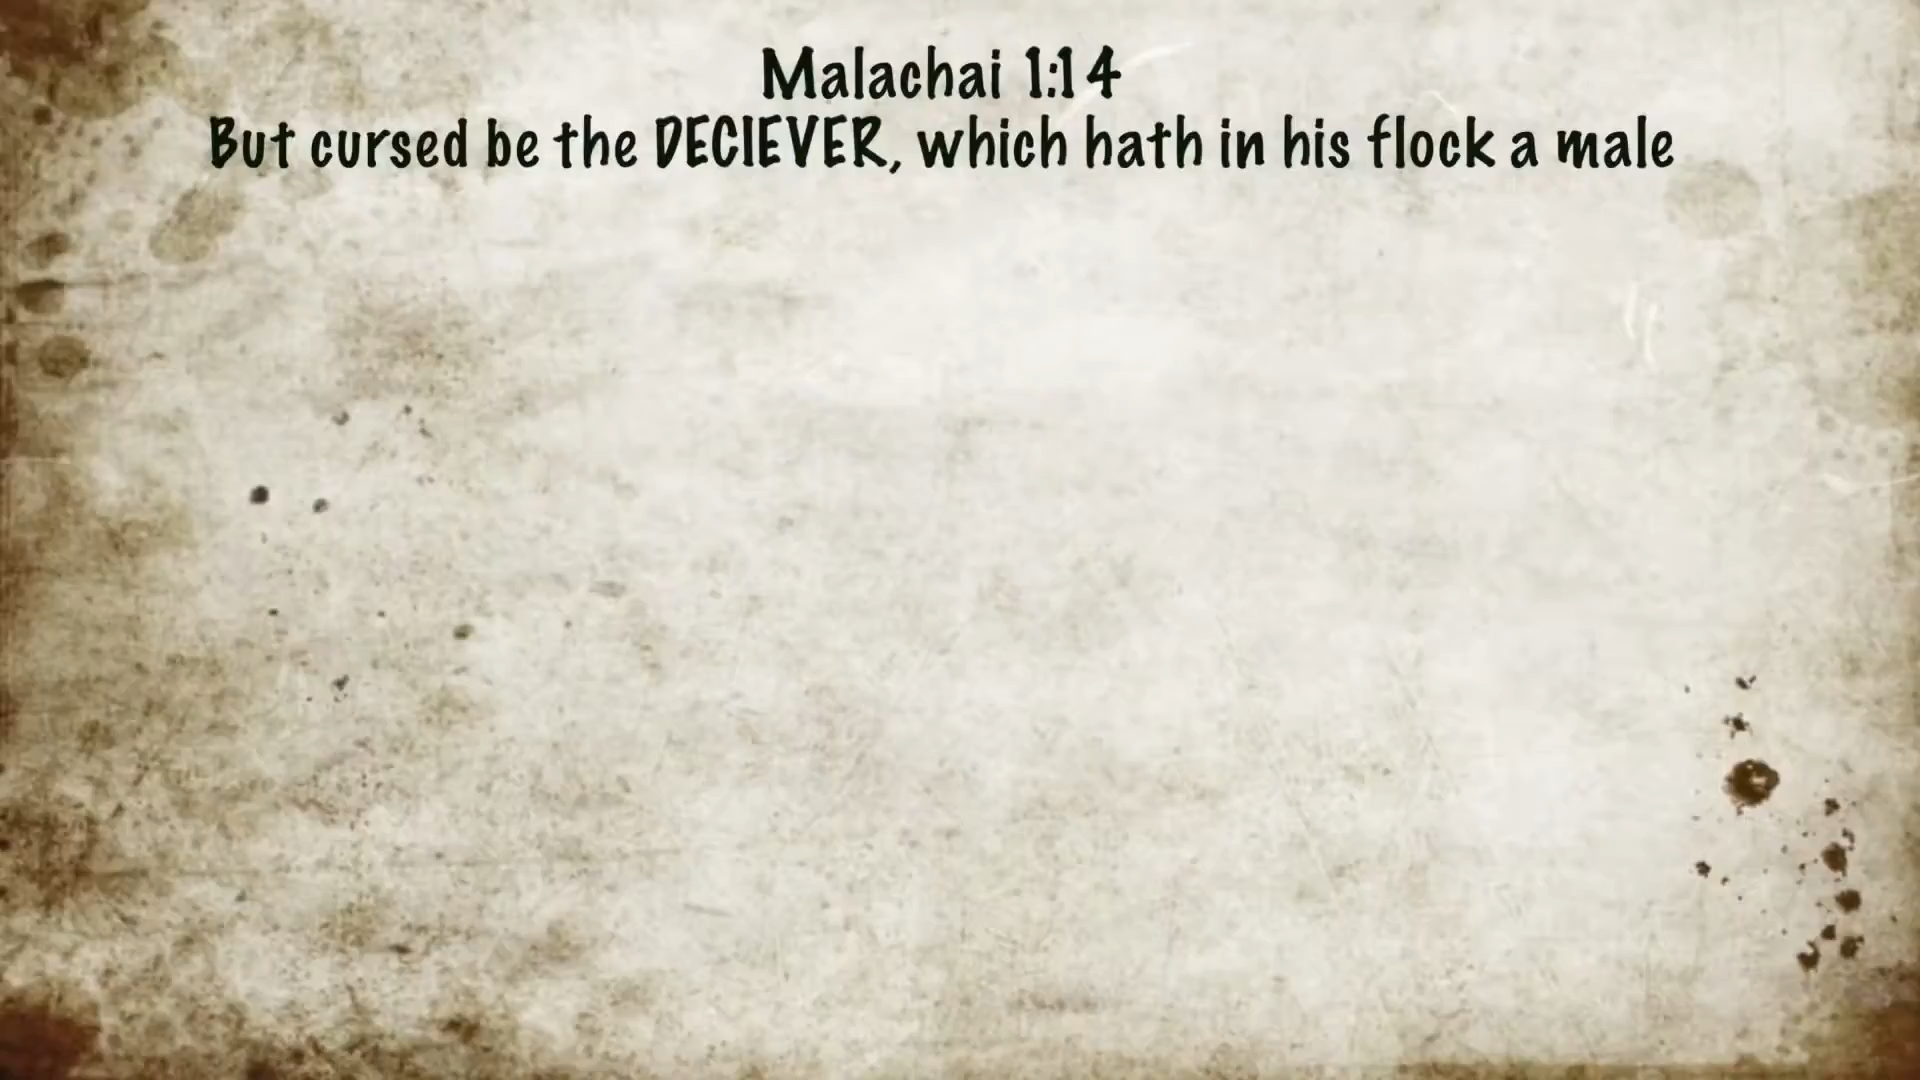 Malachai 1:14
But cursed be the DECIEVER, which hath in his flock a male